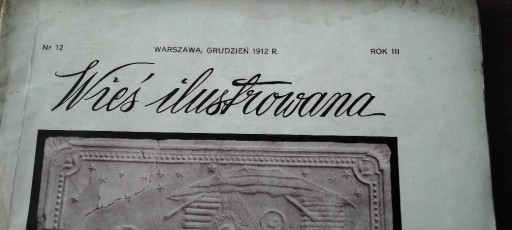 Nr 12 WARSZAWA, GRUDZIEŃ 1912 R. ROK III
Wieś ilustrowana